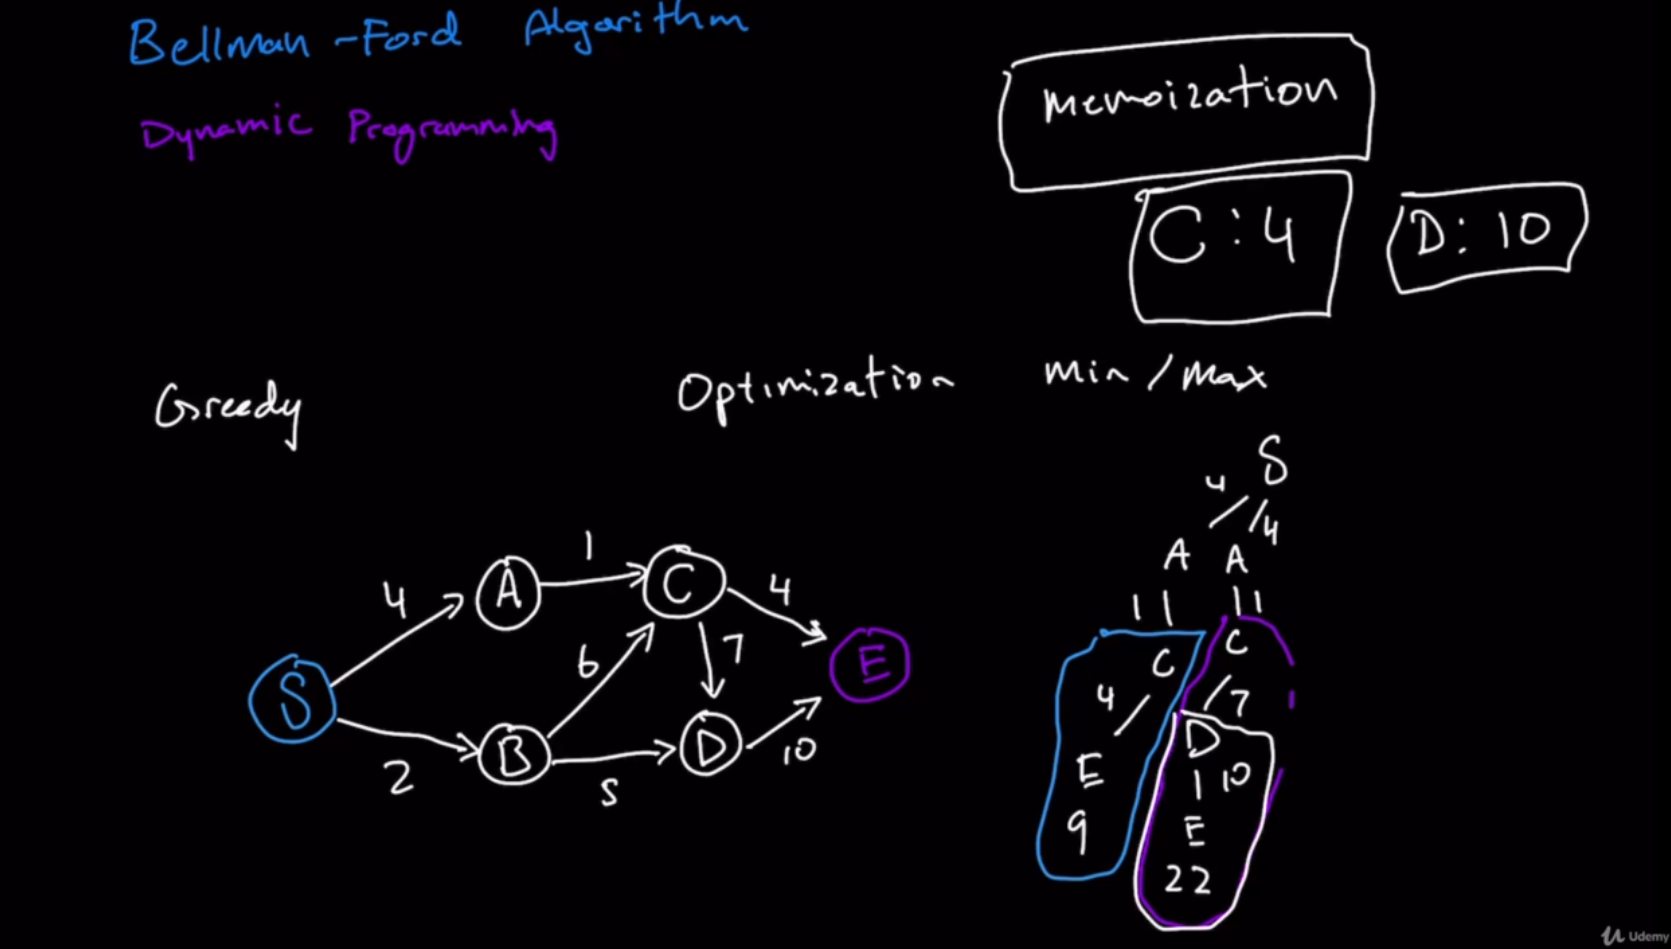 Bellman-Ford Algorithm
Dynamic Programming
Memoization
C:4
D:10
Greedy
Optimization min/max
S
4
4
A
A
1
1
C
C
4
7
E
D
10
9
E
22
4
A
1
C
4
S
6
7
E
2
B
5
D
10
Udemy